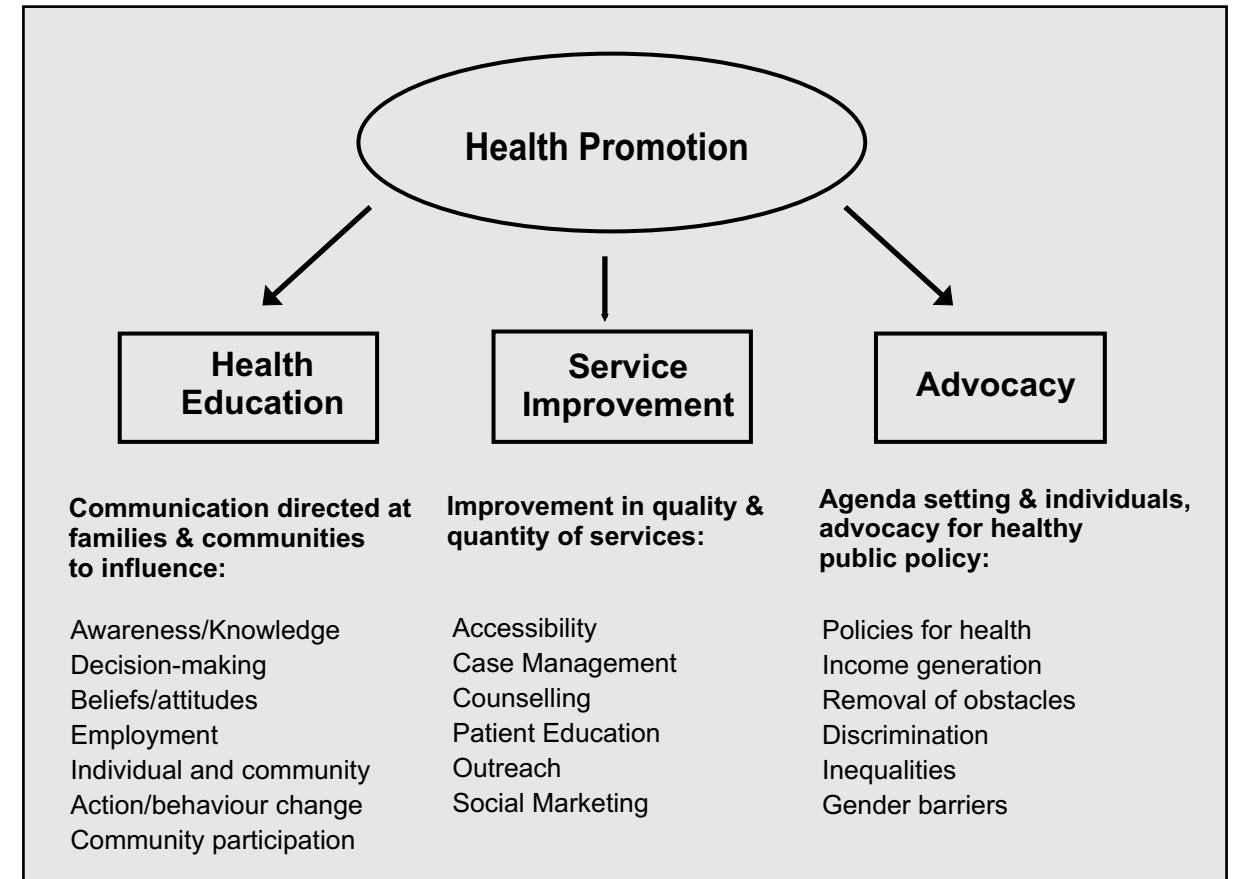 Health Promotion
Health
Education
Service
Improvement
Advocacy
Communication directed at
families & communities
to influence:
Awareness/Knowledge
Decision-making
Beliefs/attitudes
Employment
Individual and community
Action/behaviour change
Community participation
Improvement in quality &
quantity of services:
Accessibility
Case Management
Counselling
Patient Education
Outreach
Social Marketing
Agenda setting & individuals,
advocacy for healthy
public policy:
Policies for health
Income generation
Removal of obstacles
Discrimination
Inequalities
Gender barriers